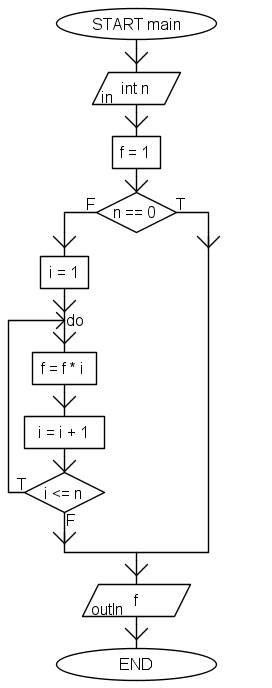 START main
int n
in
f = 1
F
n == 0
T
i = 1
do
f = f * i
i = i + 1
T
i <= n
F
f
outln
END